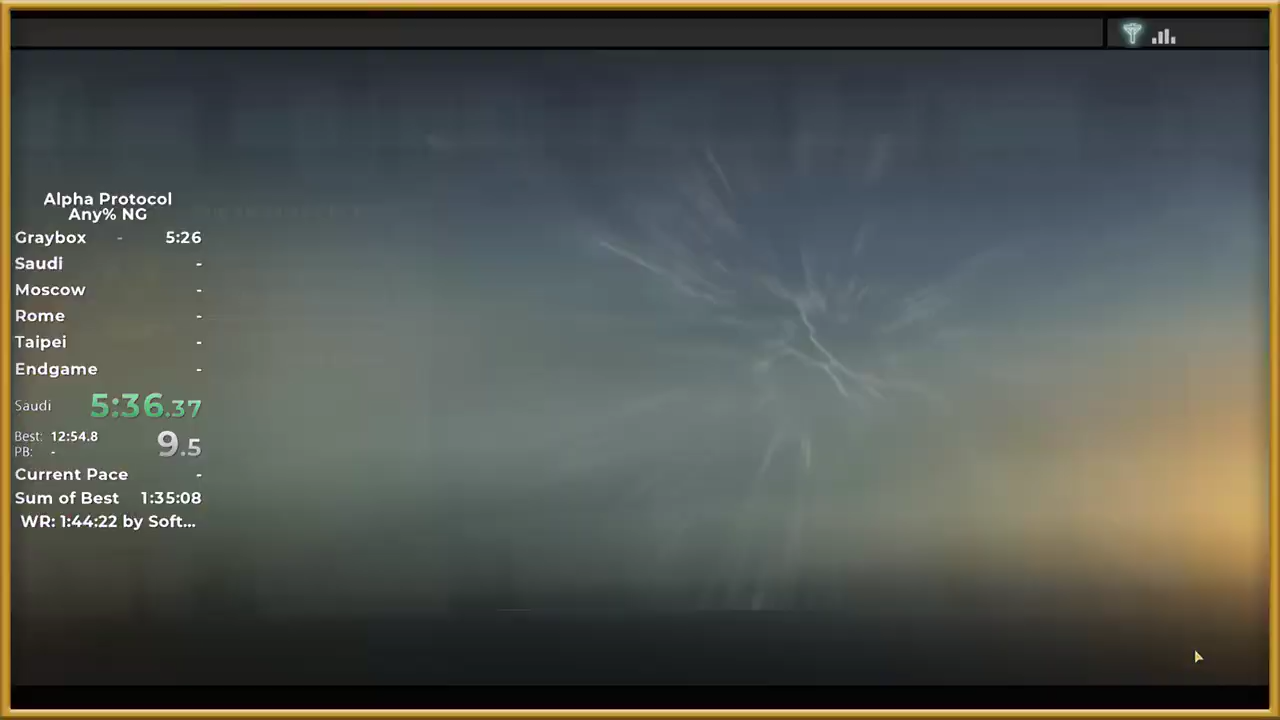 Alpha Protocol
Any% NG
Graybox - 5:26
Saudi -
Moscow -
Rome -
Taipei -
Endgame -
Saudi 5:36.37
Best: 12:54.8 9.5
PB: -
Current Pace -
Sum of Best 1:35:08
WR: 1:44:22 by Soft...